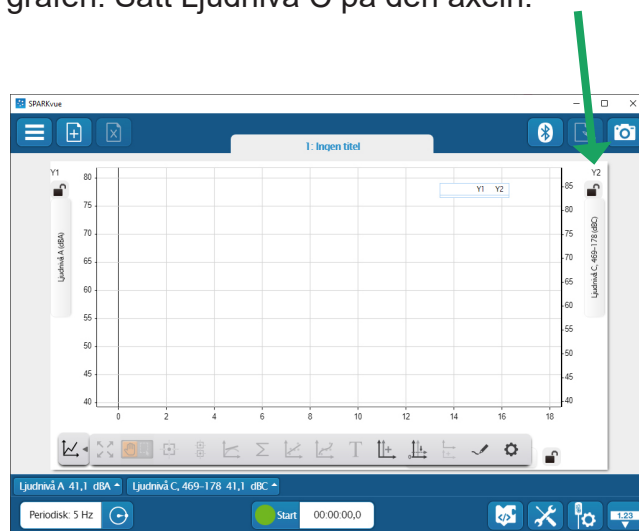 grafen. Sätt Ljudnivå C på den axeln.
SPARKvue
1: Ingen titel
Y1
Y2
Y1 Y2
80
75
70
65
60
55
50
45
40
Ljudnivå A (dBA)
85
80
75
70
65
60
55
50
45
40
Ljudnivå C, 469-178 (dBC)
0 2 4 6 8 10 12 14 16 18
Ljudnivå A 41,1 dBA
Ljudnivå C, 469-178 41,1 dBC
Periodisk: 5 Hz
Start
00:00:00,0
1.23